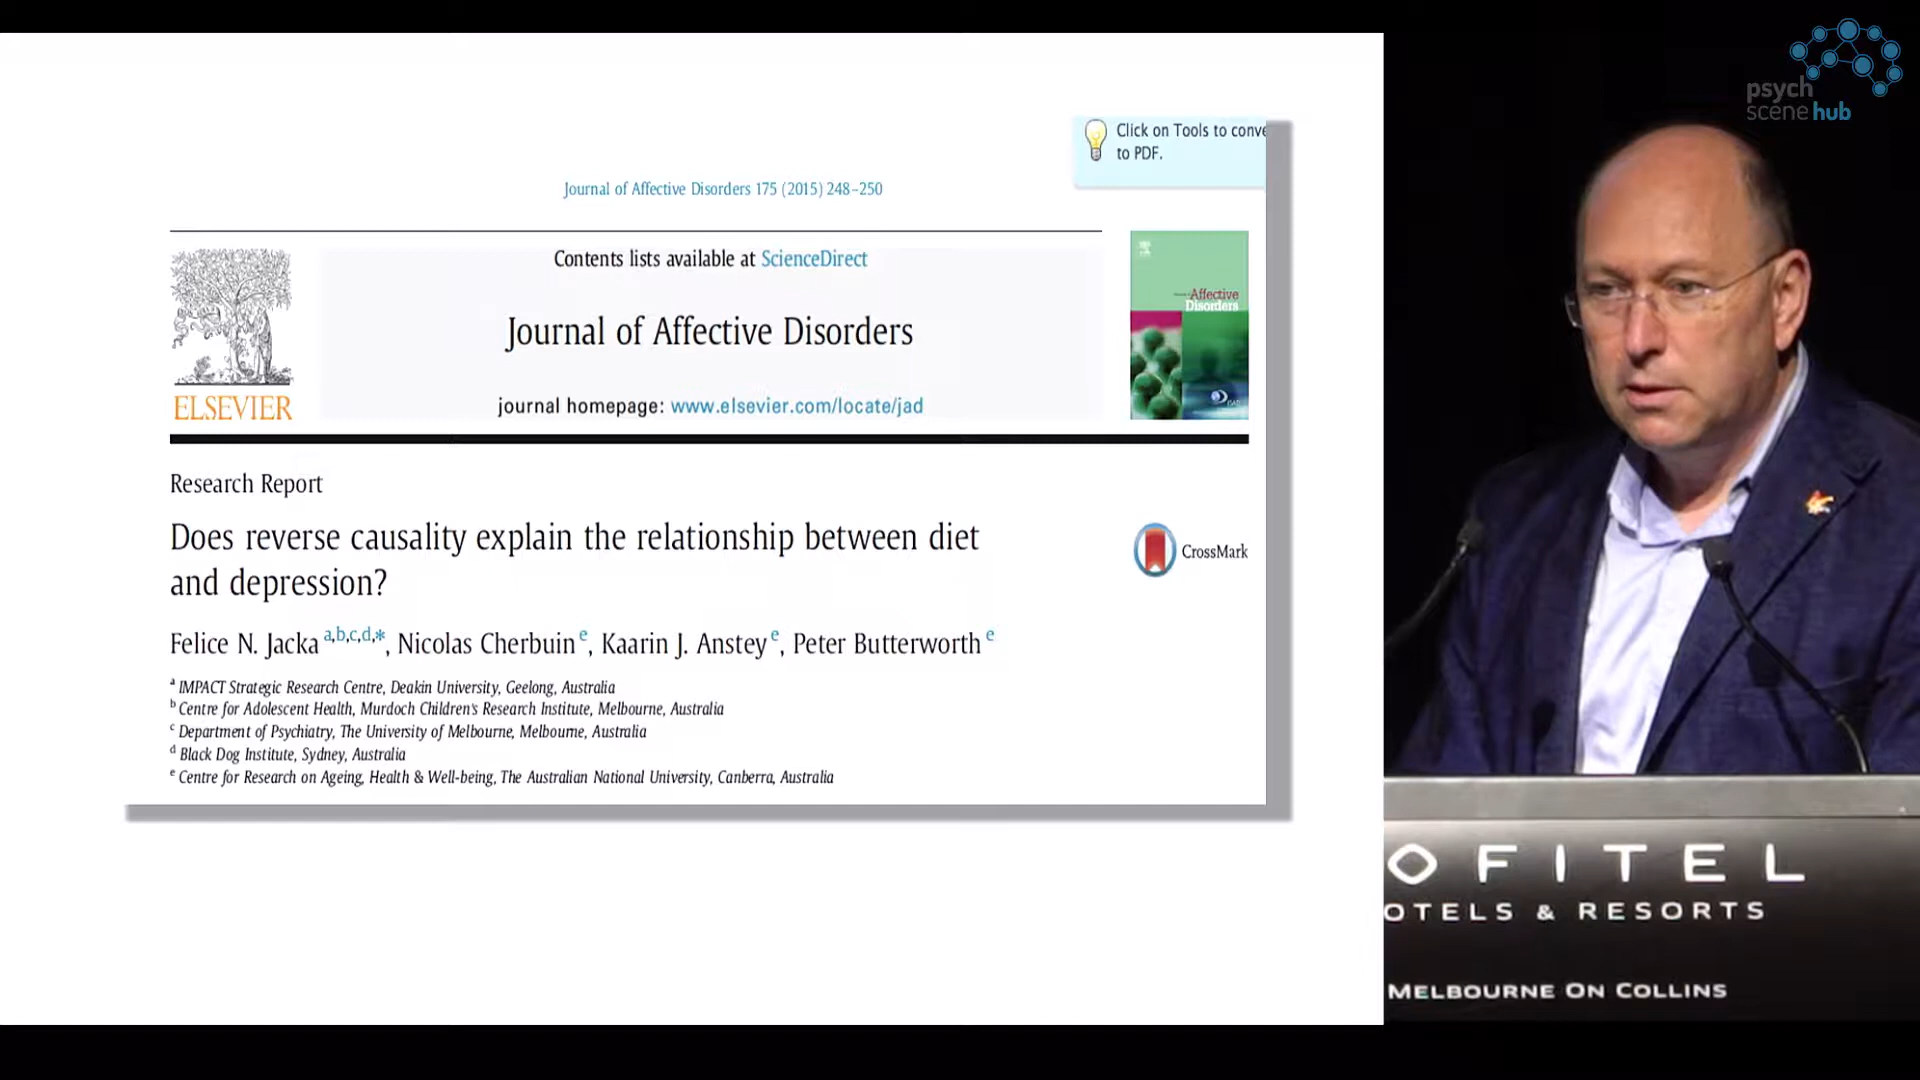 psych
scene hub
Click on Tools to conve
to PDF.
Journal of Affective Disorders 175 (2015) 248–250
Contents lists available at ScienceDirect
Journal of Affective Disorders
journal homepage: www.elsevier.com/locate/jad
ELSEVIER
Affective
Disorders
Research Report
Does reverse causality explain the relationship between diet
and depression?
CrossMark
Felice N. Jacka a,b,c,d,*, Nicolas Cherbuin e, Kaarin J. Anstey e, Peter Butterworth e
a IMPACT Strategic Research Centre, Deakin University, Geelong, Australia
b Centre for Adolescent Health, Murdoch Children's Research Institute, Melbourne, Australia
c Department of Psychiatry, The University of Melbourne, Melbourne, Australia
d Black Dog Institute, Sydney, Australia
e Centre for Research on Ageing, Health & Well-being, The Australian National University, Canberra, Australia
OFITEL
OTELS & RESORTS
MELBOURNE ON COLLINS